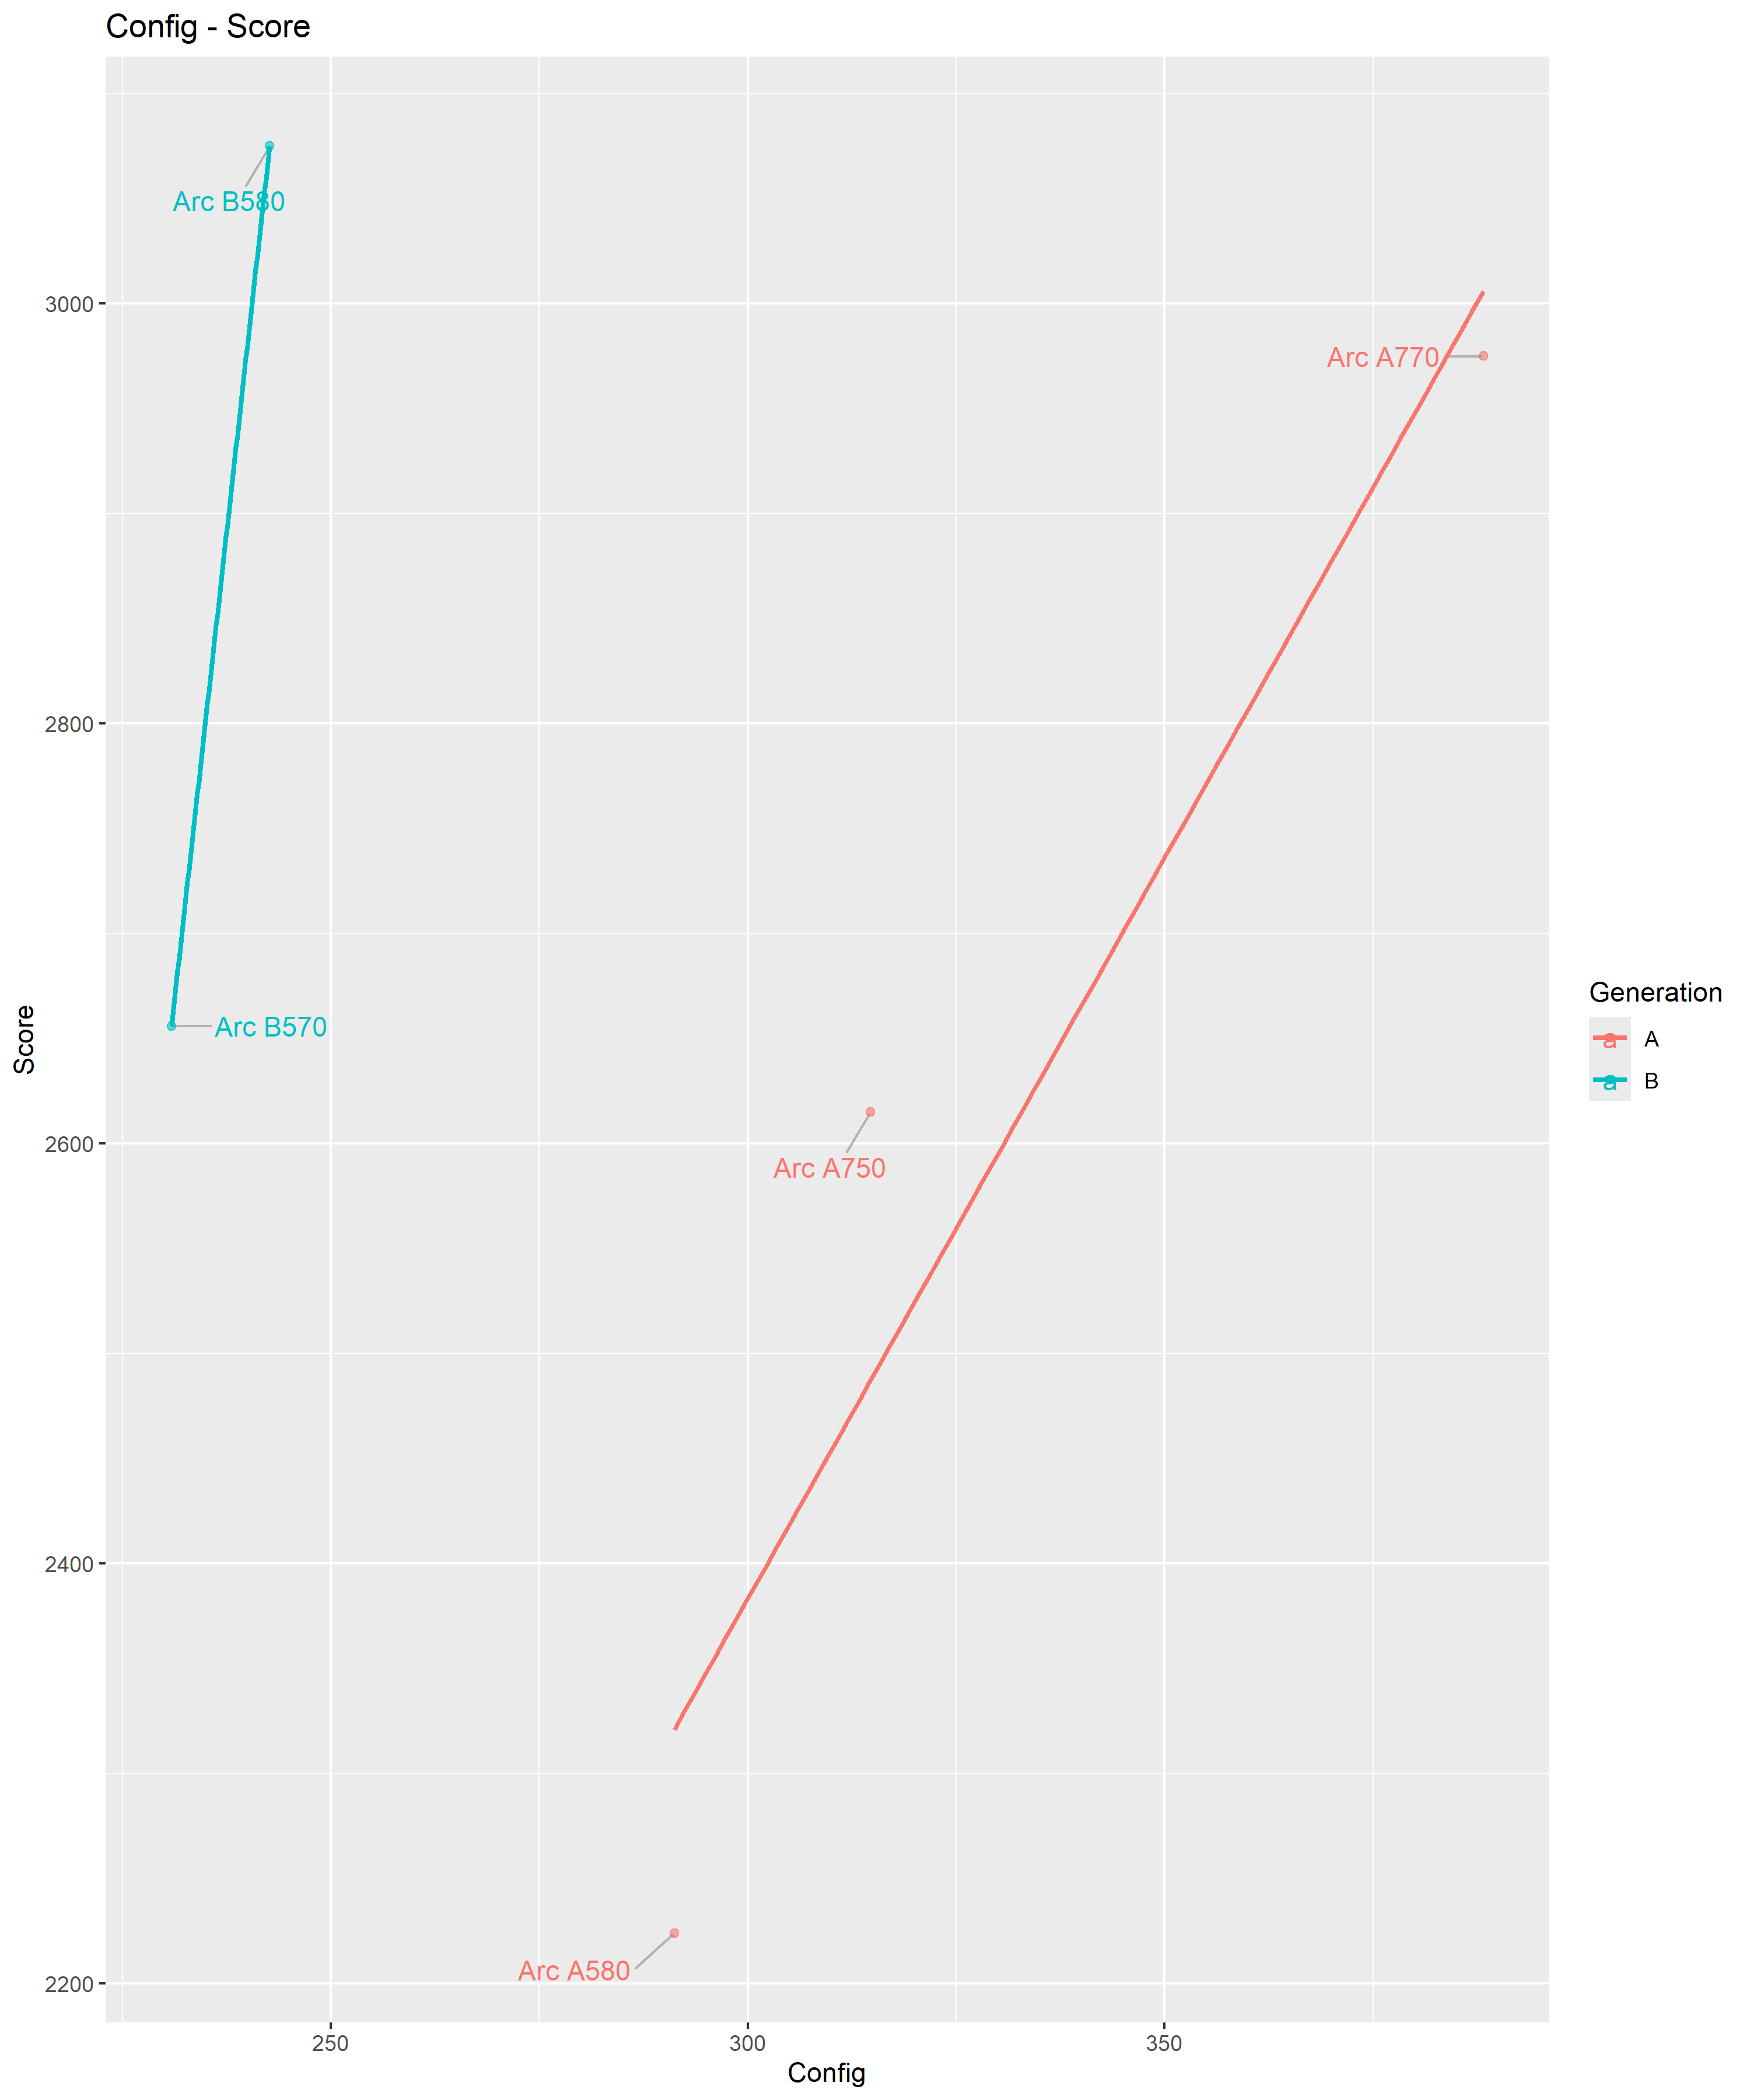 Config - Score
Arc B580
3000
Arc A770
2800
Score
Arc B570
Generation
a A
a B
2600
Arc A750
2400
Arc A580
2200
250 300 350
Config